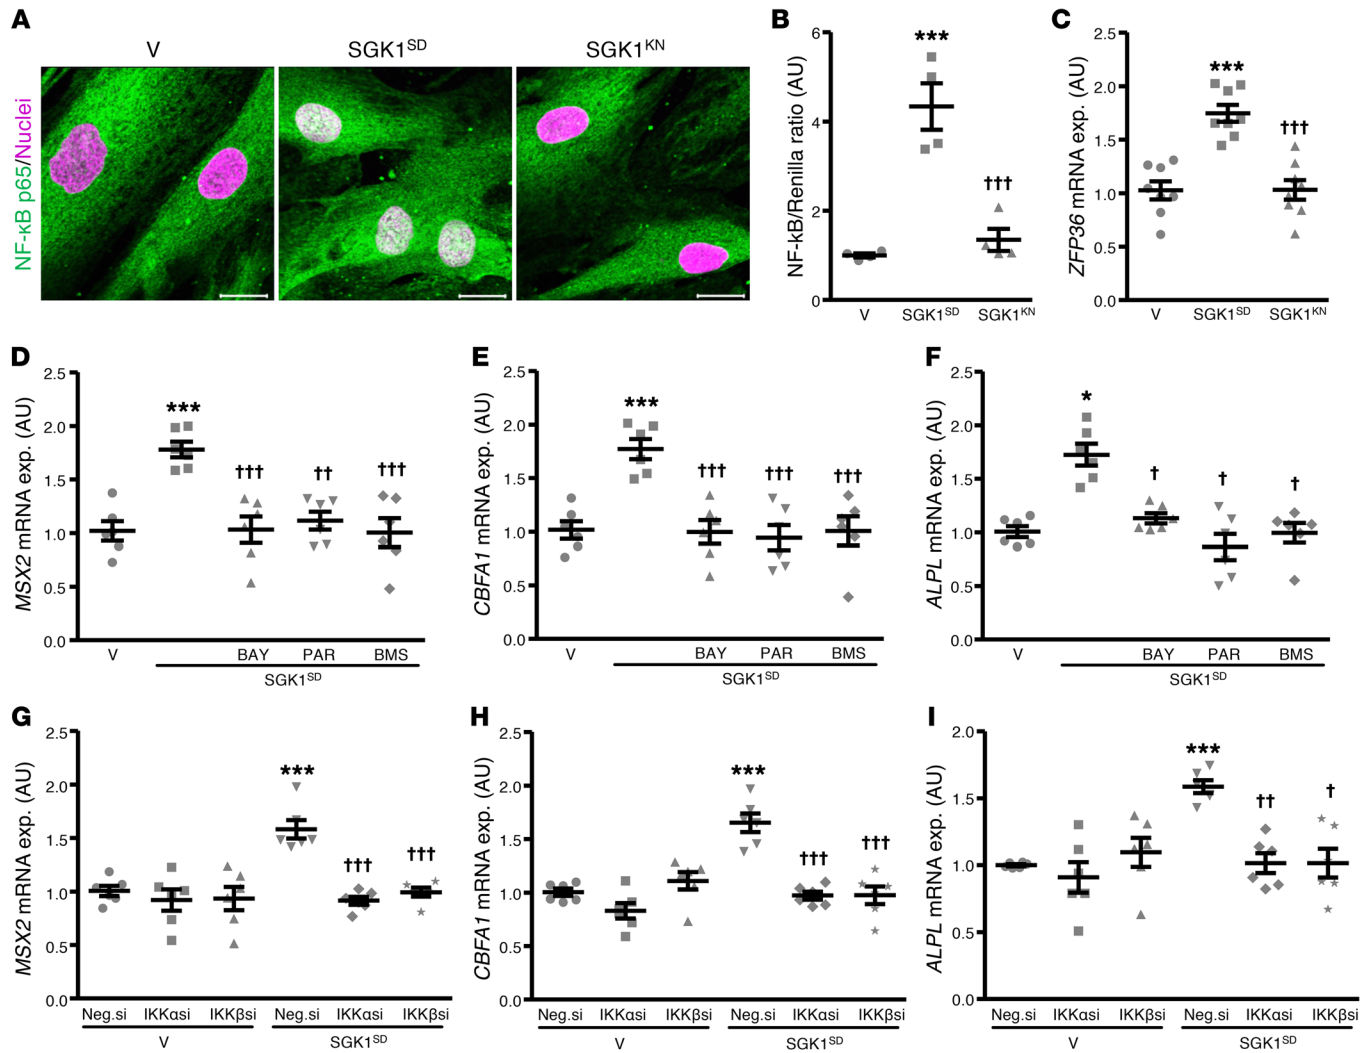 A
V
SGK1SD
SGK1KN
NF-κB p65/Nuclei
B
NF-κB/Renilla ratio (AU)
6
4
2
0
***
†††
V
SGK1SD
SGK1KN
C
ZFP36 mRNA exp. (AU)
2.5
2.0
1.5
1.0
0.5
0.0
***
†††
V
SGK1SD
SGK1KN
D
MSX2 mRNA exp. (AU)
2.5
2.0
1.5
1.0
0.5
0.0
***
†††
††
†††
V
BAY
PAR
BMS
SGK1SD
E
CBFA1 mRNA exp. (AU)
2.5
2.0
1.5
1.0
0.5
0.0
***
†††
†††
†††
V
BAY
PAR
BMS
SGK1SD
F
ALPL mRNA exp. (AU)
2.5
2.0
1.5
1.0
0.5
0.0
*
†
†
†
V
BAY
PAR
BMS
SGK1SD
G
MSX2 mRNA exp. (AU)
2.5
2.0
1.5
1.0
0.5
0.0
***
†††
†††
Neg.si
IKKαsi
IKKβsi
Neg.si
IKKαsi
IKKβsi
V
SGK1SD
H
CBFA1 mRNA exp. (AU)
2.5
2.0
1.5
1.0
0.5
0.0
***
†††
†††
Neg.si
IKKαsi
IKKβsi
Neg.si
IKKαsi
IKKβsi
V
SGK1SD
I
ALPL mRNA exp. (AU)
2.0
1.5
1.0
0.5
0.0
***
††
†
Neg.si
IKKαsi
IKKβsi
Neg.si
IKKαsi
IKKβsi
V
SGK1SD